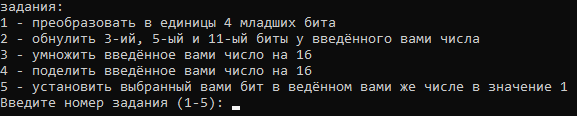 задания:
1 - преобразовать в единицы 4 младших бита
2 - обнулить 3-ий, 5-ый и 11-ый биты у введённого вами числа
3 - умножить введённое вами число на 16
4 - поделить введённое вами число на 16
5 - установить выбранный вами бит в ведённом вами же числе в значение 1
Введите номер задания (1-5):